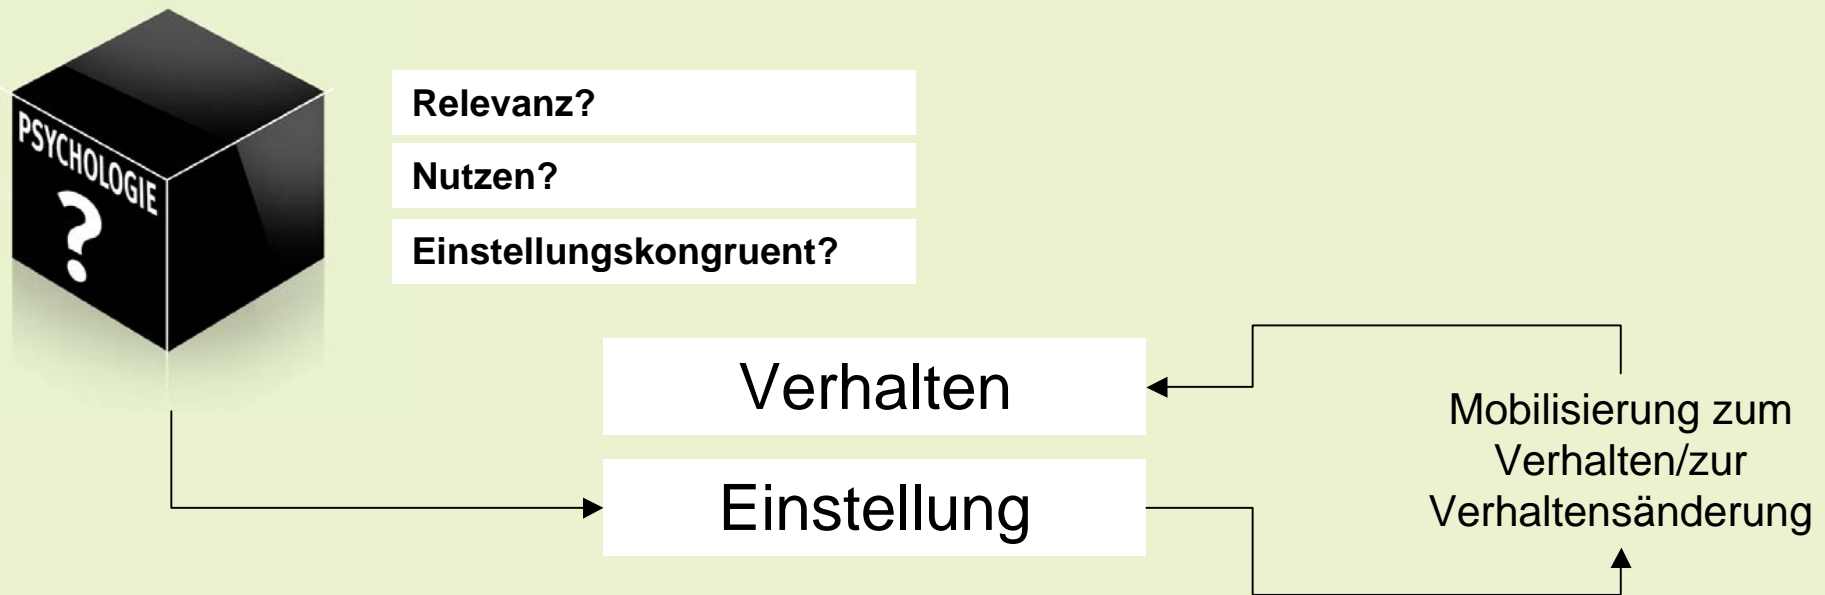 PSYCHOLOGIE
?
Relevanz?
Nutzen?
Einstellungskongruent?
Verhalten
Einstellung
Mobilisierung zum
Verhalten/zur
Verhaltensänderung